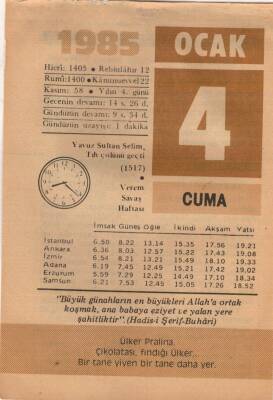 1985
OCAK
4
CUMA
Hicrî: 1405 • Rebiulâhır 12
Rumî: 1400 • Kânunuevvel 22
Kasım: 58 • Yılın 4. günü
Gecenin devamı: 14 s. 26 d.
Gündüzün devamı: 9 s. 34 d.
Gündüzün uzayışı: 1 dakika
Yavuz Sultan Selim,
Tih çölünü geçti
(1517)
•
Verem
Savaş
Haftası
İmsak Güneş Öğle İkindi Akşam Yatsı
İstanbul 6.50 8.22 13.14 15.35 17.56 19.21
Ankara 6.36 8.03 12.57 15.22 17.43 19.08
İzmir 6.54 8.21 13.21 15.49 18.10 19.33
Adana 6.19 7.45 12.49 15.21 17.42 19.02
Erzurum 5.59 7.29 12.25 14.49 17.10 18.34
Samsun 6.21 7.53 12.45 15.05 17.26 18.52
"Büyük günahların en büyükleri Allah'a ortak
koşmak, ana babaya eziyet ve yalan yere
şahitliktir". (Hadis-i Şerif-Buhârî)
Ülker Pralina.
Çikolatası, fındığı Ülker...
Bir tane yiyen bir tane daha yer.